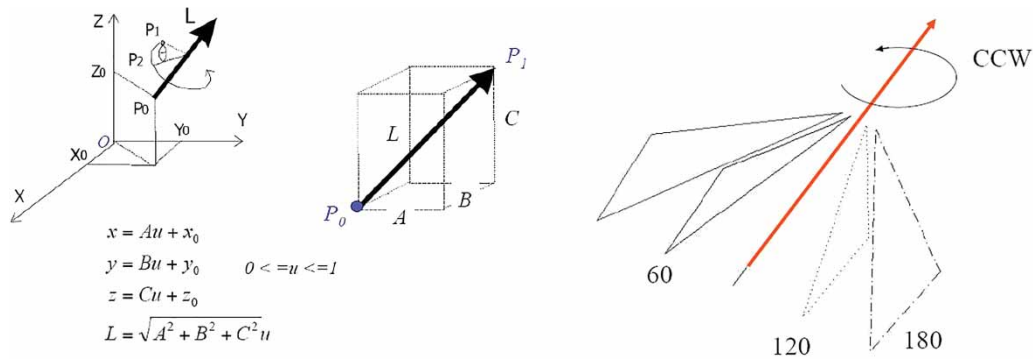 Z
L
P1
θ
P2
Z0
P0
O
Y0
Y
X0
X
P1
C
L
B
P0
A
x = Au + x0
y = Bu + y0
0 < =u <=1
z = Cu + z0
L = √A² + B² + C² u
CCW
60
120
180